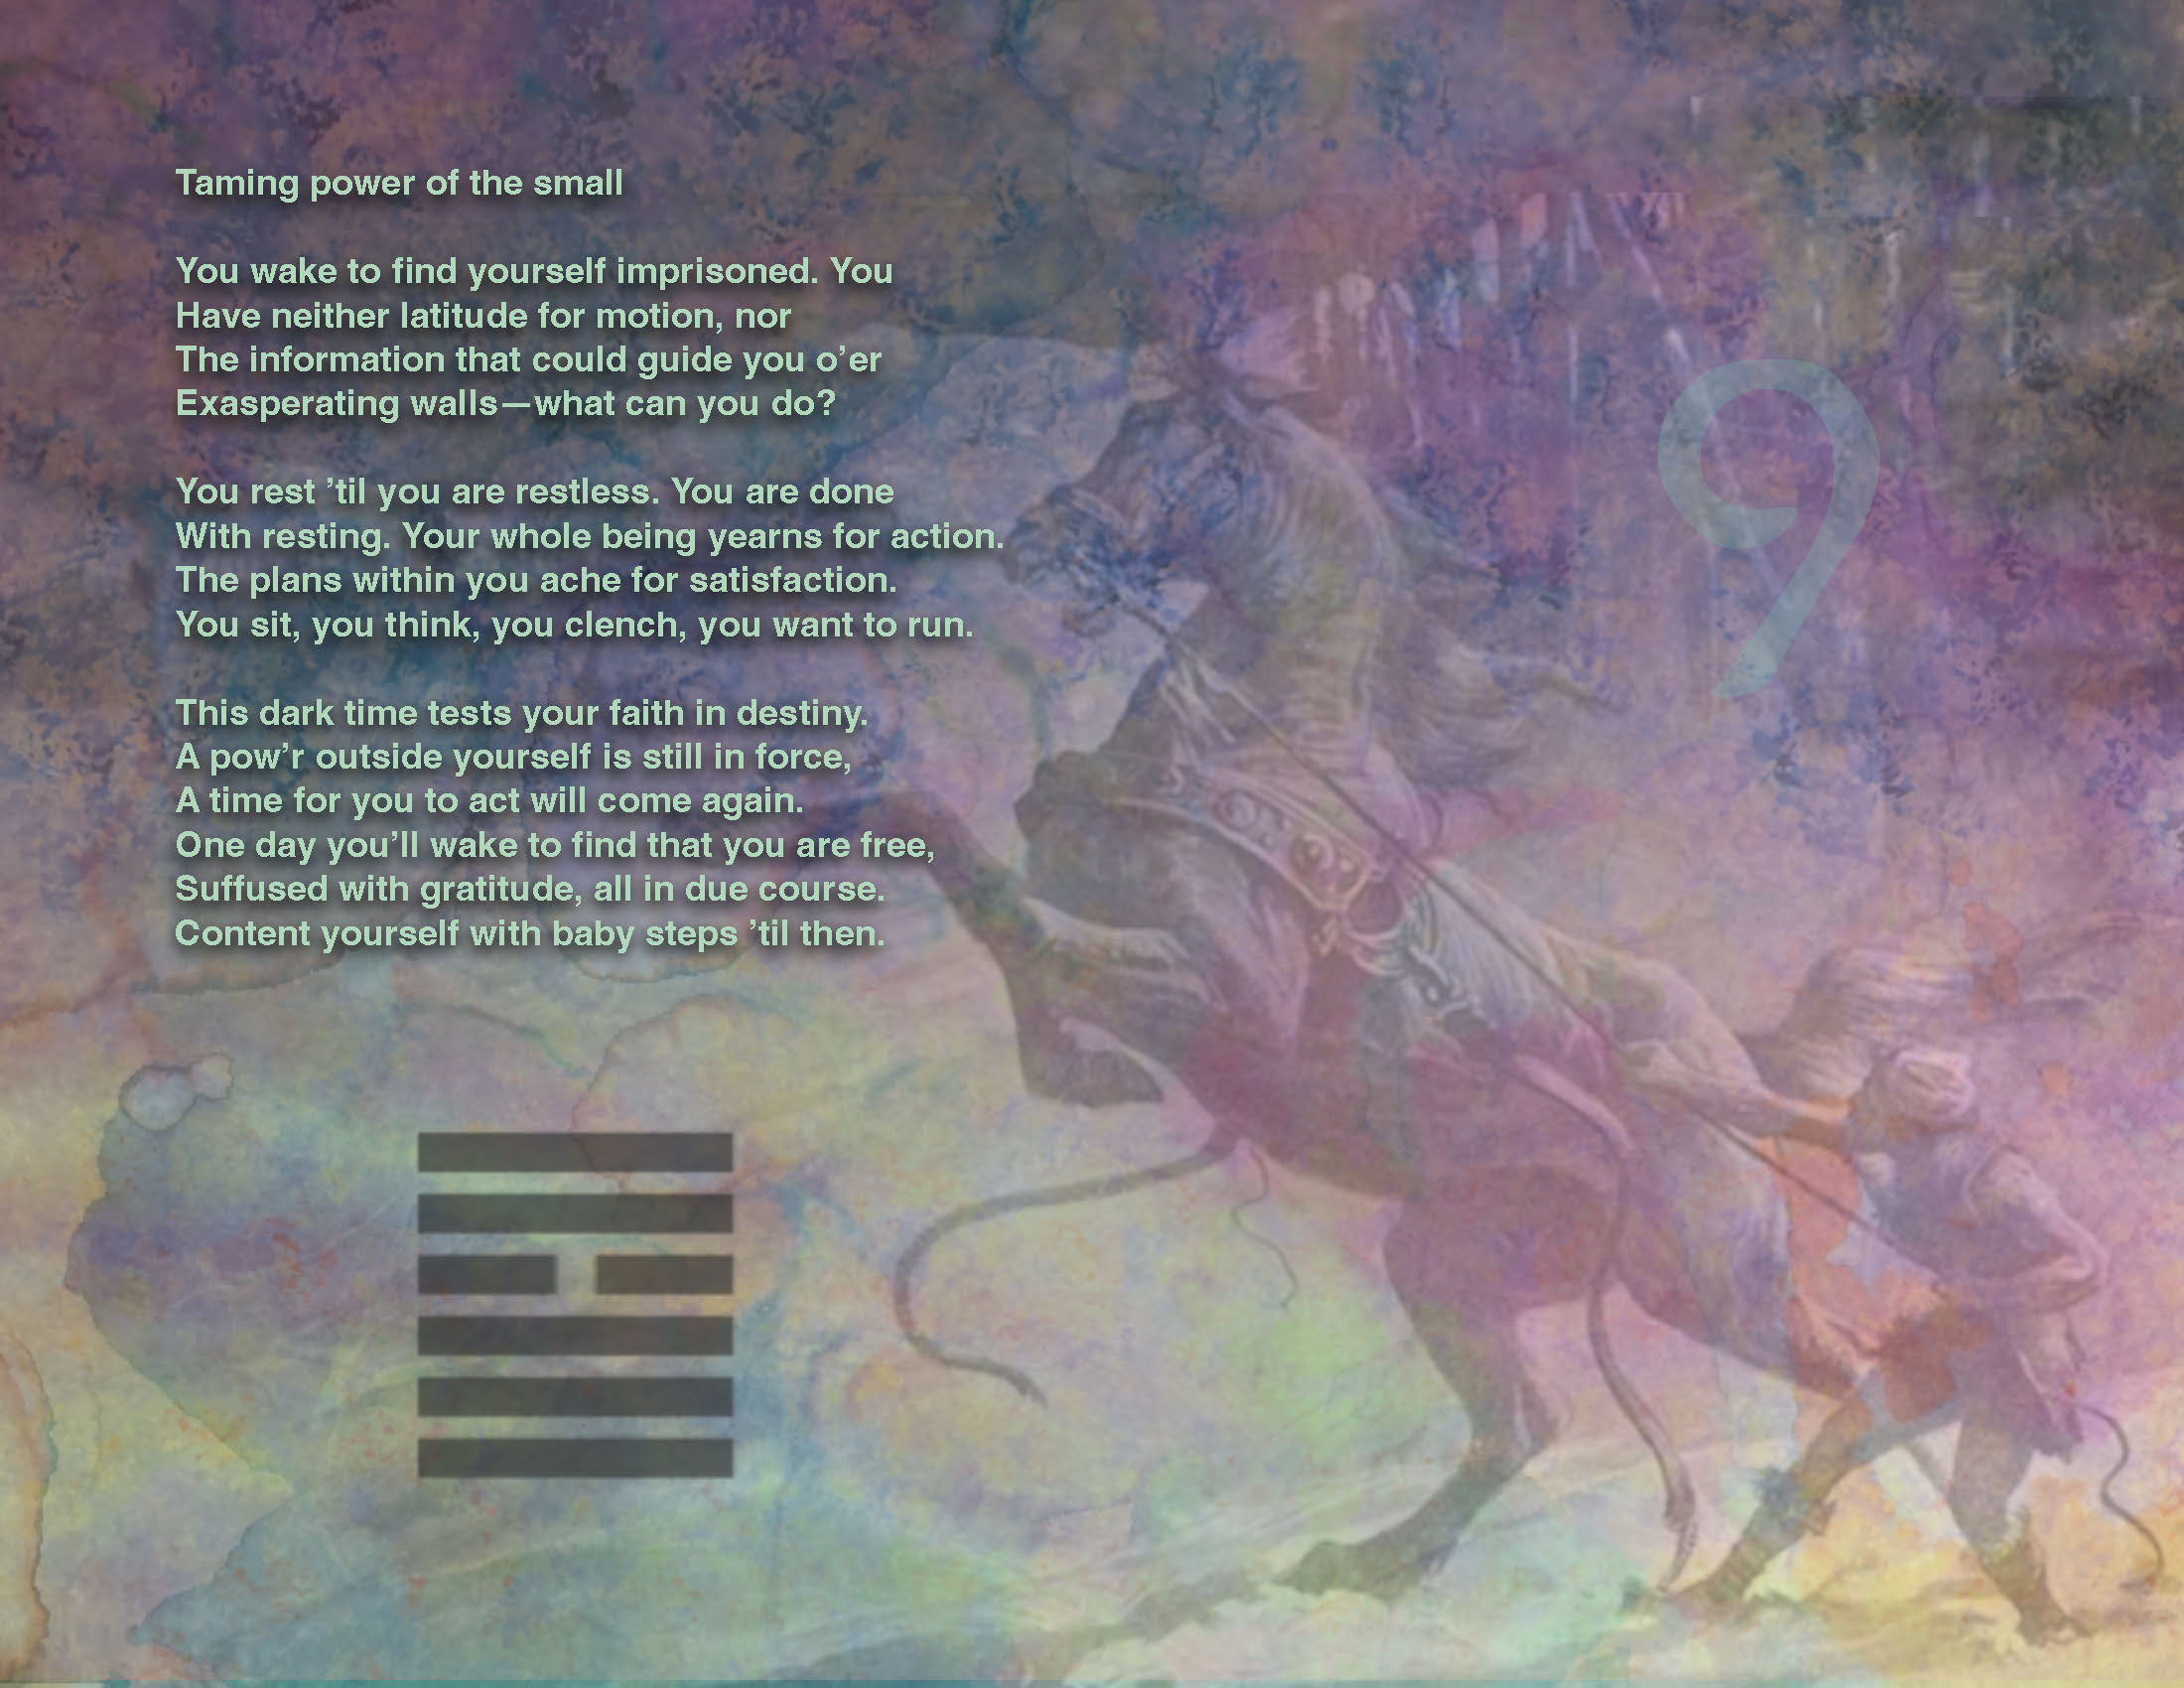 Taming power of the small
You wake to find yourself imprisoned. You
Have neither latitude for motion, nor
The information that could guide you o’er
Exasperating walls—what can you do?
You rest ’til you are restless. You are done
With resting. Your whole being yearns for action.
The plans within you ache for satisfaction.
You sit, you think, you clench, you want to run.
This dark time tests your faith in destiny.
A pow’r outside yourself is still in force,
A time for you to act will come again.
One day you’ll wake to find that you are free,
Suffused with gratitude, all in due course.
Content yourself with baby steps ’til then.
9